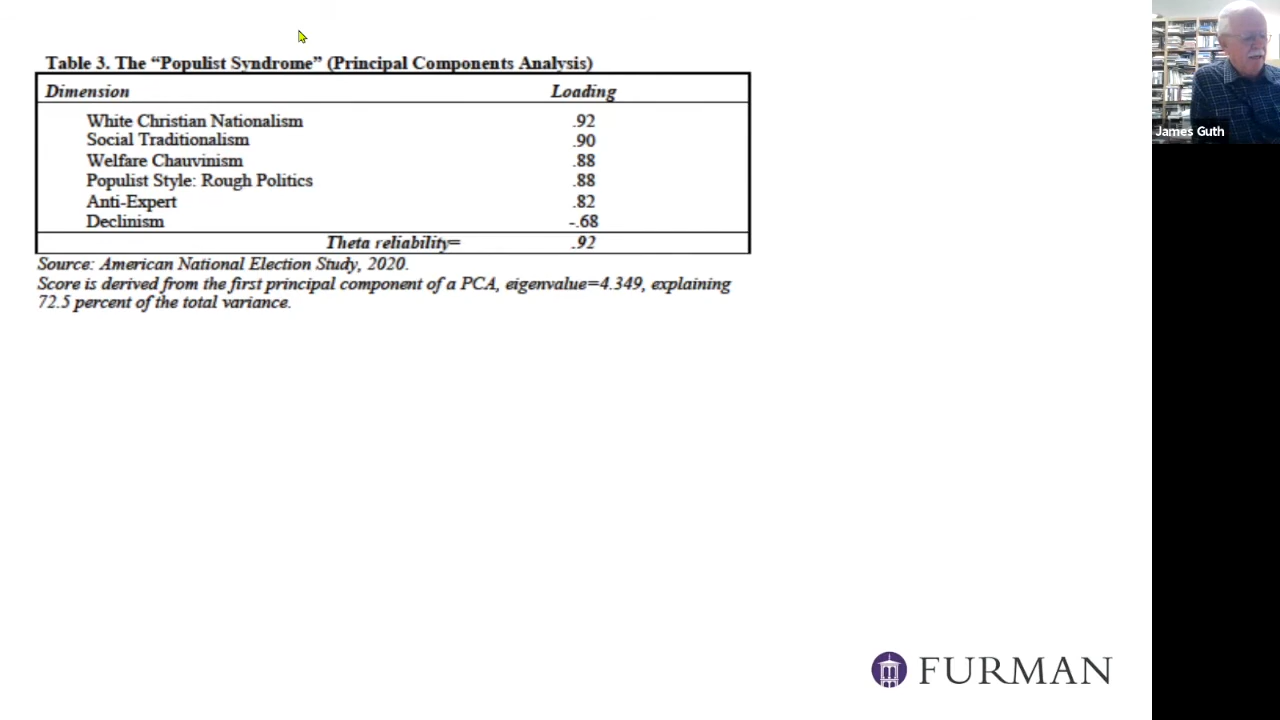 Table 3. The “Populist Syndrome” (Principal Components Analysis)
Dimension Loading
White Christian Nationalism .92
Social Traditionalism .90
Welfare Chauvinism .88
Populist Style: Rough Politics .88
Anti-Expert .82
Declinism -.68
Theta reliability= .92
Source: American National Election Study, 2020.
Score is derived from the first principal component of a PCA, eigenvalue=4.349, explaining
72.5 percent of the total variance.
James Guth
FURMAN